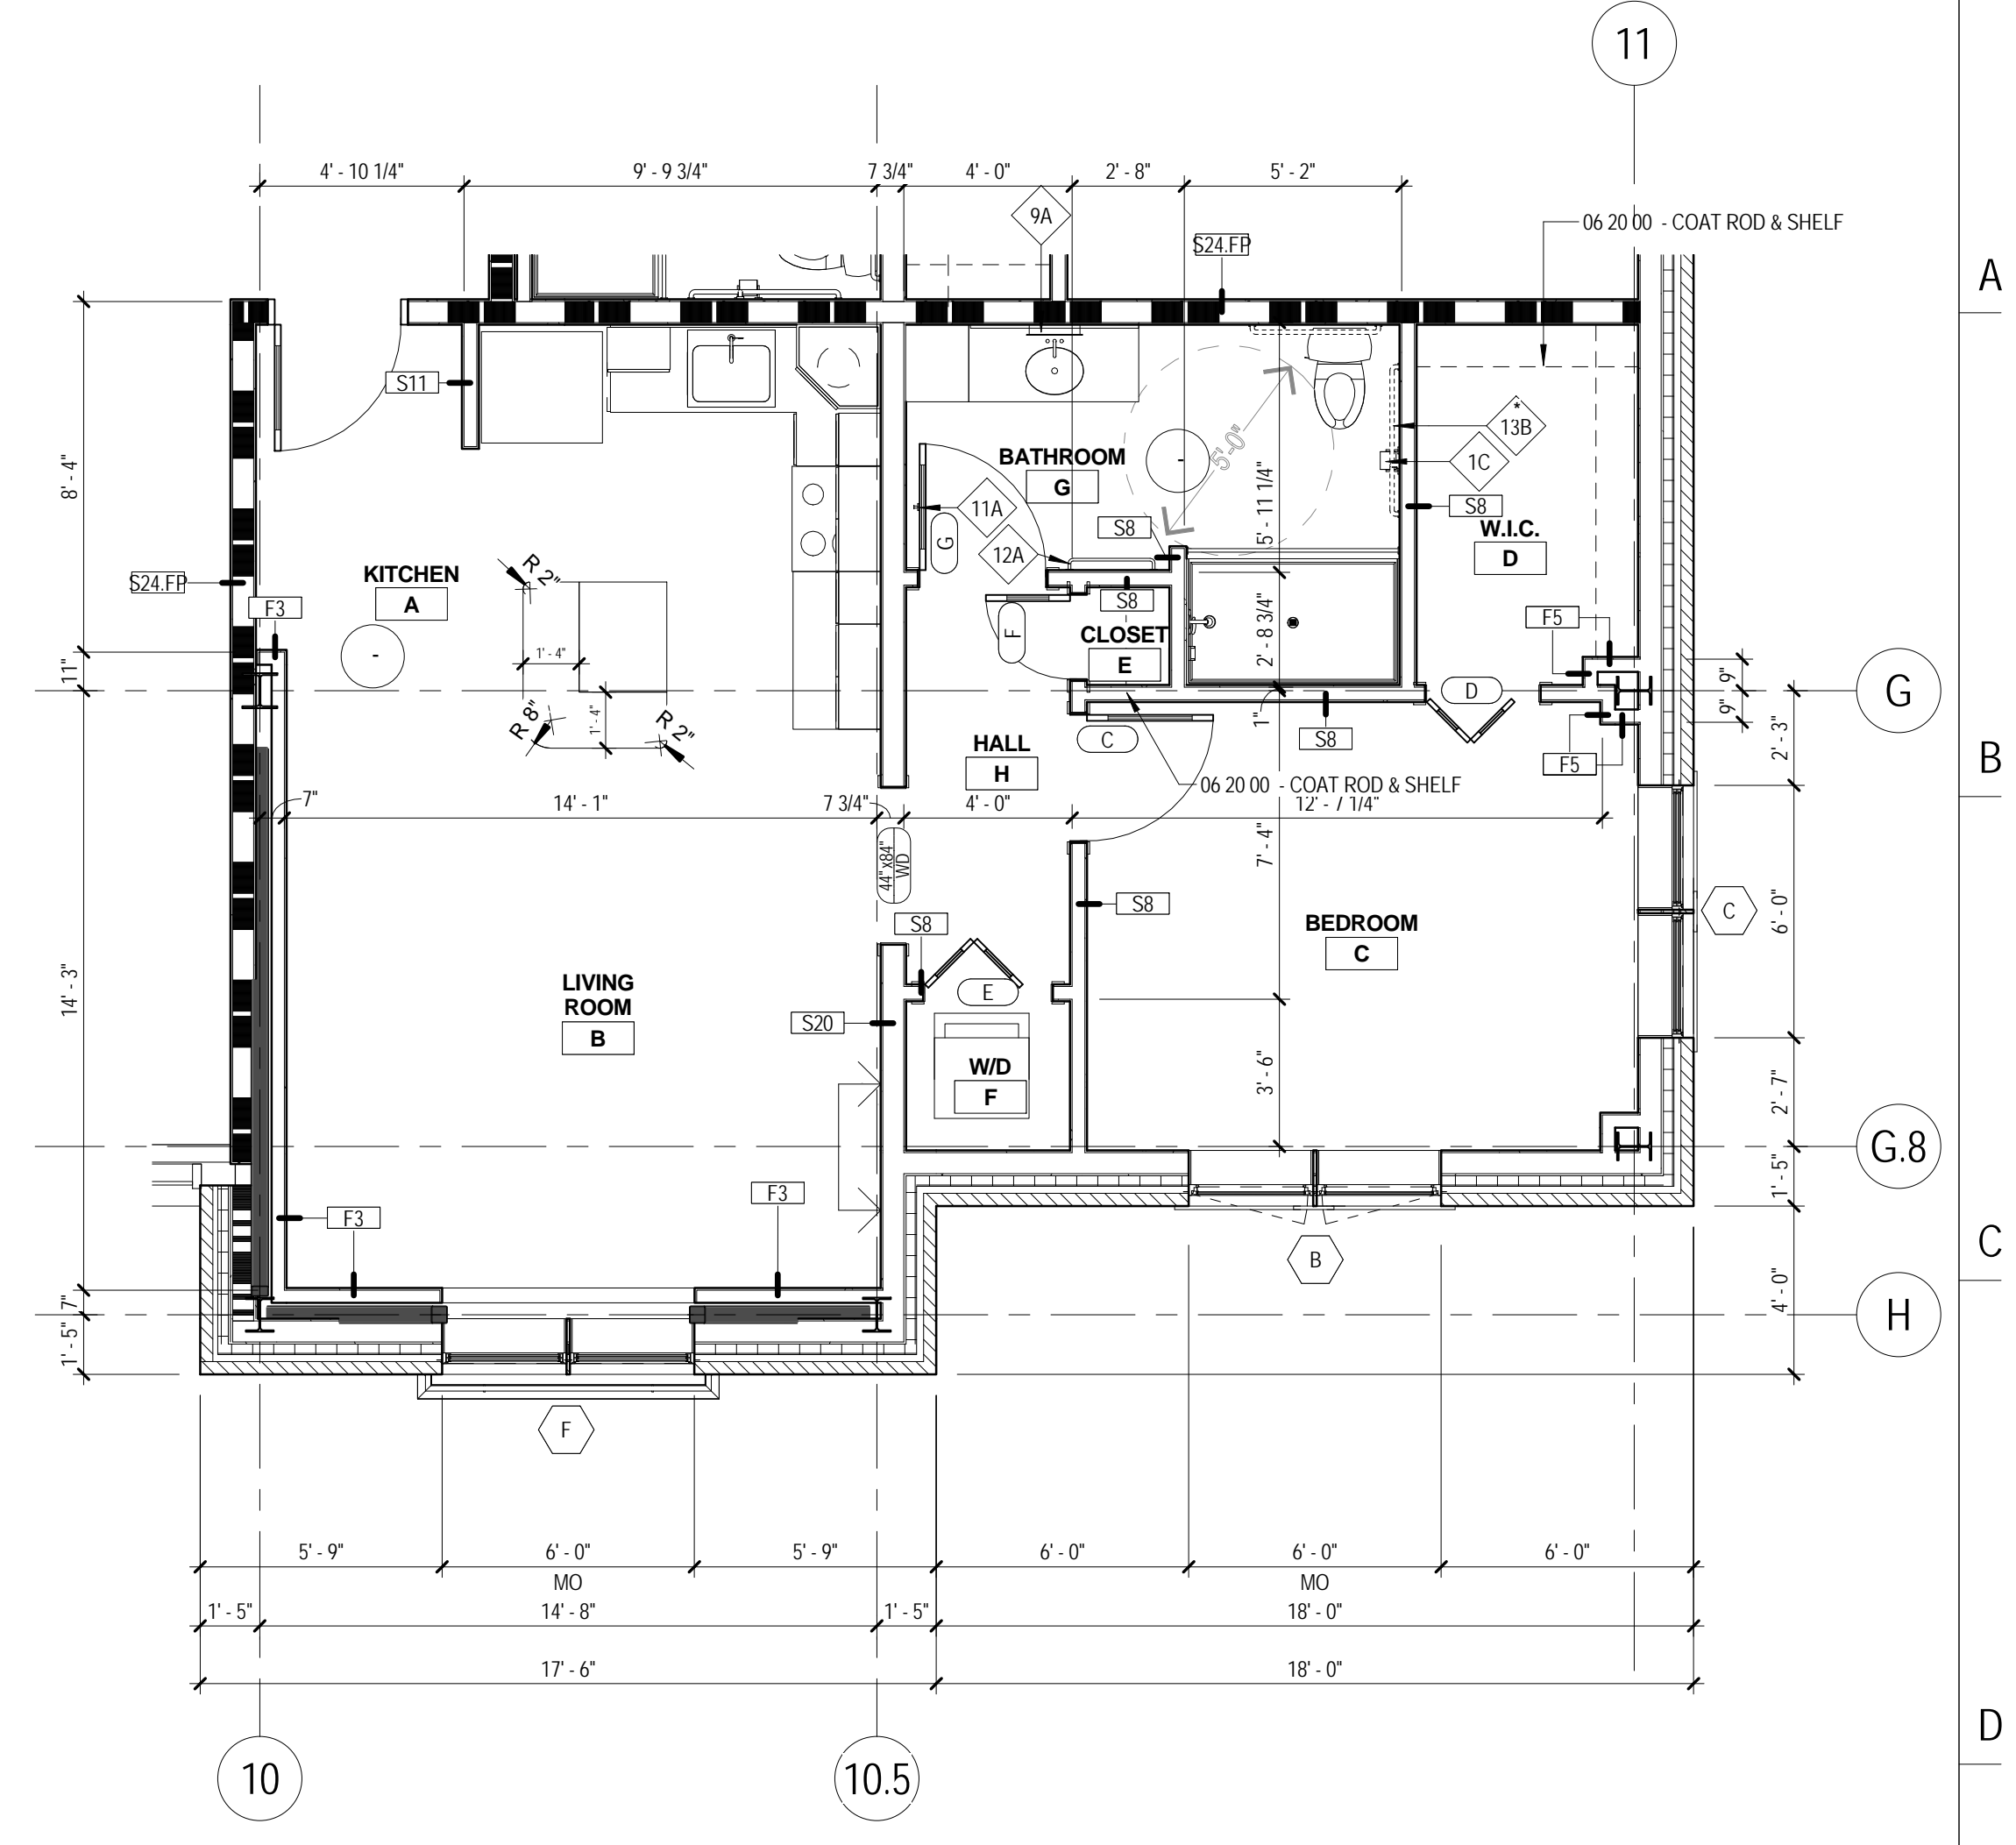 11
4' - 10 1/4"
9' - 9 3/4"
7 3/4"
4' - 0"
2' - 8"
5' - 2"
9A
06 20 00 - COAT ROD & SHELF
S24.FP
A
S11
*
13B
1C
8' - 4"
BATHROOM
G
5'-0"
5' - 11 1/4"
11A
G
S8
S8
W.I.C.
D
12A
KITCHEN
A
R 2"
S24.FP
F3
S8
F
CLOSET
E
2' - 8 3/4"
F5
F5
-
-
1' - 4"
11"
9"
9"
G
D
R 8"
1' - 4"
R 2"
1"
C
S8
2' - 3"
HALL
H
F5
B
06 20 00 - COAT ROD & SHELF
7"
14' - 1"
7 3/4"
4' - 0"
12' - 7 1/4"
44"x84"
WD
7' - 4"
S8
S8
BEDROOM
C
C
6' - 0"
LIVING
ROOM
B
14' - 3"
E
S20
W/D
F
3' - 6"
2' - 7"
G.8
1' - 5"
F3
F3
B
C
4' - 0"
7"
1' - 5"
H
F
5' - 9"
6' - 0"
5' - 9"
6' - 0"
6' - 0"
6' - 0"
MO
MO
1' - 5"
14' - 8"
1' - 5"
18' - 0"
17' - 6"
18' - 0"
D
10
10.5